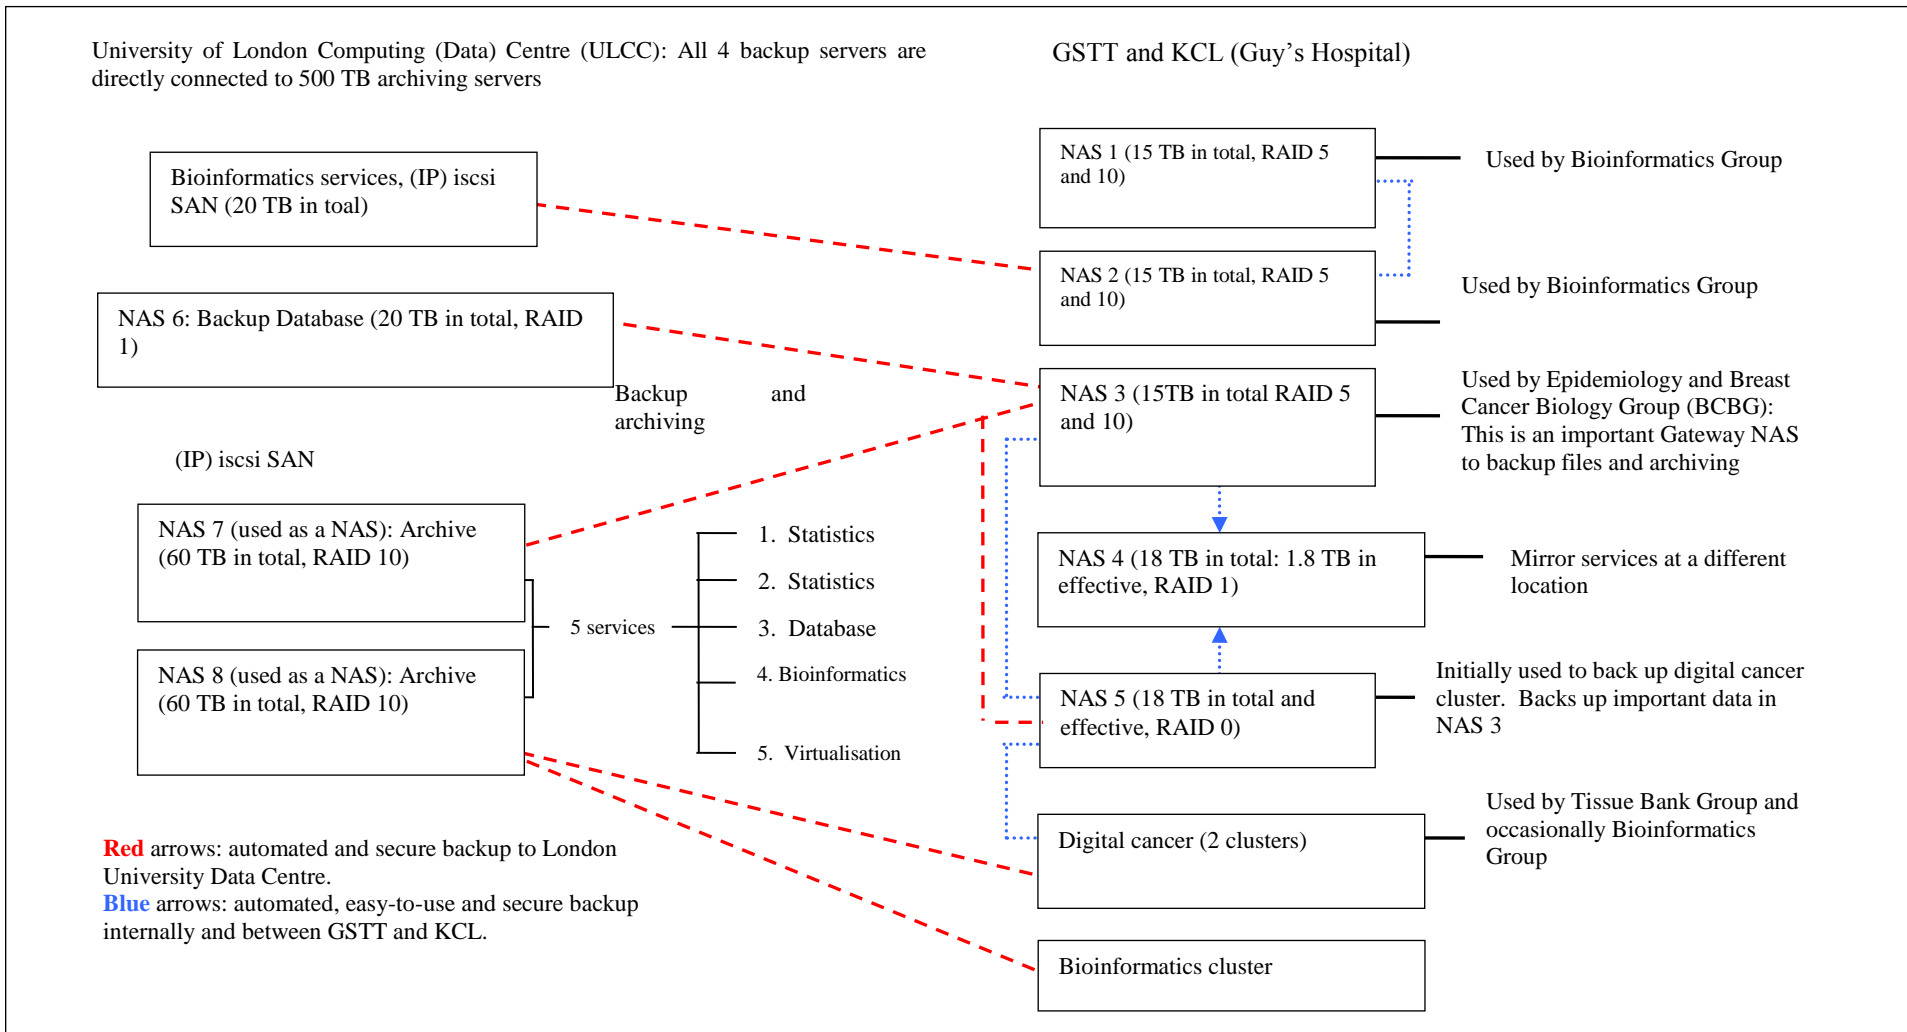 University of London Computing (Data) Centre (ULCC): All 4 backup servers are
directly connected to 500 TB archiving servers
GSTT and KCL (Guy's Hospital)
Bioinformatics services, (IP) iscsi
SAN (20 TB in toal)
NAS 6: Backup Database (20 TB in total, RAID
1)
Backup and
archiving
(IP) iscsi SAN
NAS 7 (used as a NAS): Archive
(60 TB in total, RAID 10)
NAS 8 (used as a NAS): Archive
(60 TB in total, RAID 10)
5 services
1. Statistics
2. Statistics
3. Database
4. Bioinformatics
5. Virtualisation
Red arrows: automated and secure backup to London
University Data Centre.
Blue arrows: automated, easy-to-use and secure backup
internally and between GSTT and KCL.
NAS 1 (15 TB in total, RAID 5
and 10)
Used by Bioinformatics Group
NAS 2 (15 TB in total, RAID 5
and 10)
Used by Bioinformatics Group
NAS 3 (15TB in total RAID 5
and 10)
Used by Epidemiology and Breast
Cancer Biology Group (BCBG):
This is an important Gateway NAS
to backup files and archiving
NAS 4 (18 TB in total: 1.8 TB in
effective, RAID 1)
Mirror services at a different
location
NAS 5 (18 TB in total and
effective, RAID 0)
Initially used to back up digital cancer
cluster. Backs up important data in
NAS 3
Digital cancer (2 clusters)
Used by Tissue Bank Group and
occasionally Bioinformatics
Group
Bioinformatics cluster